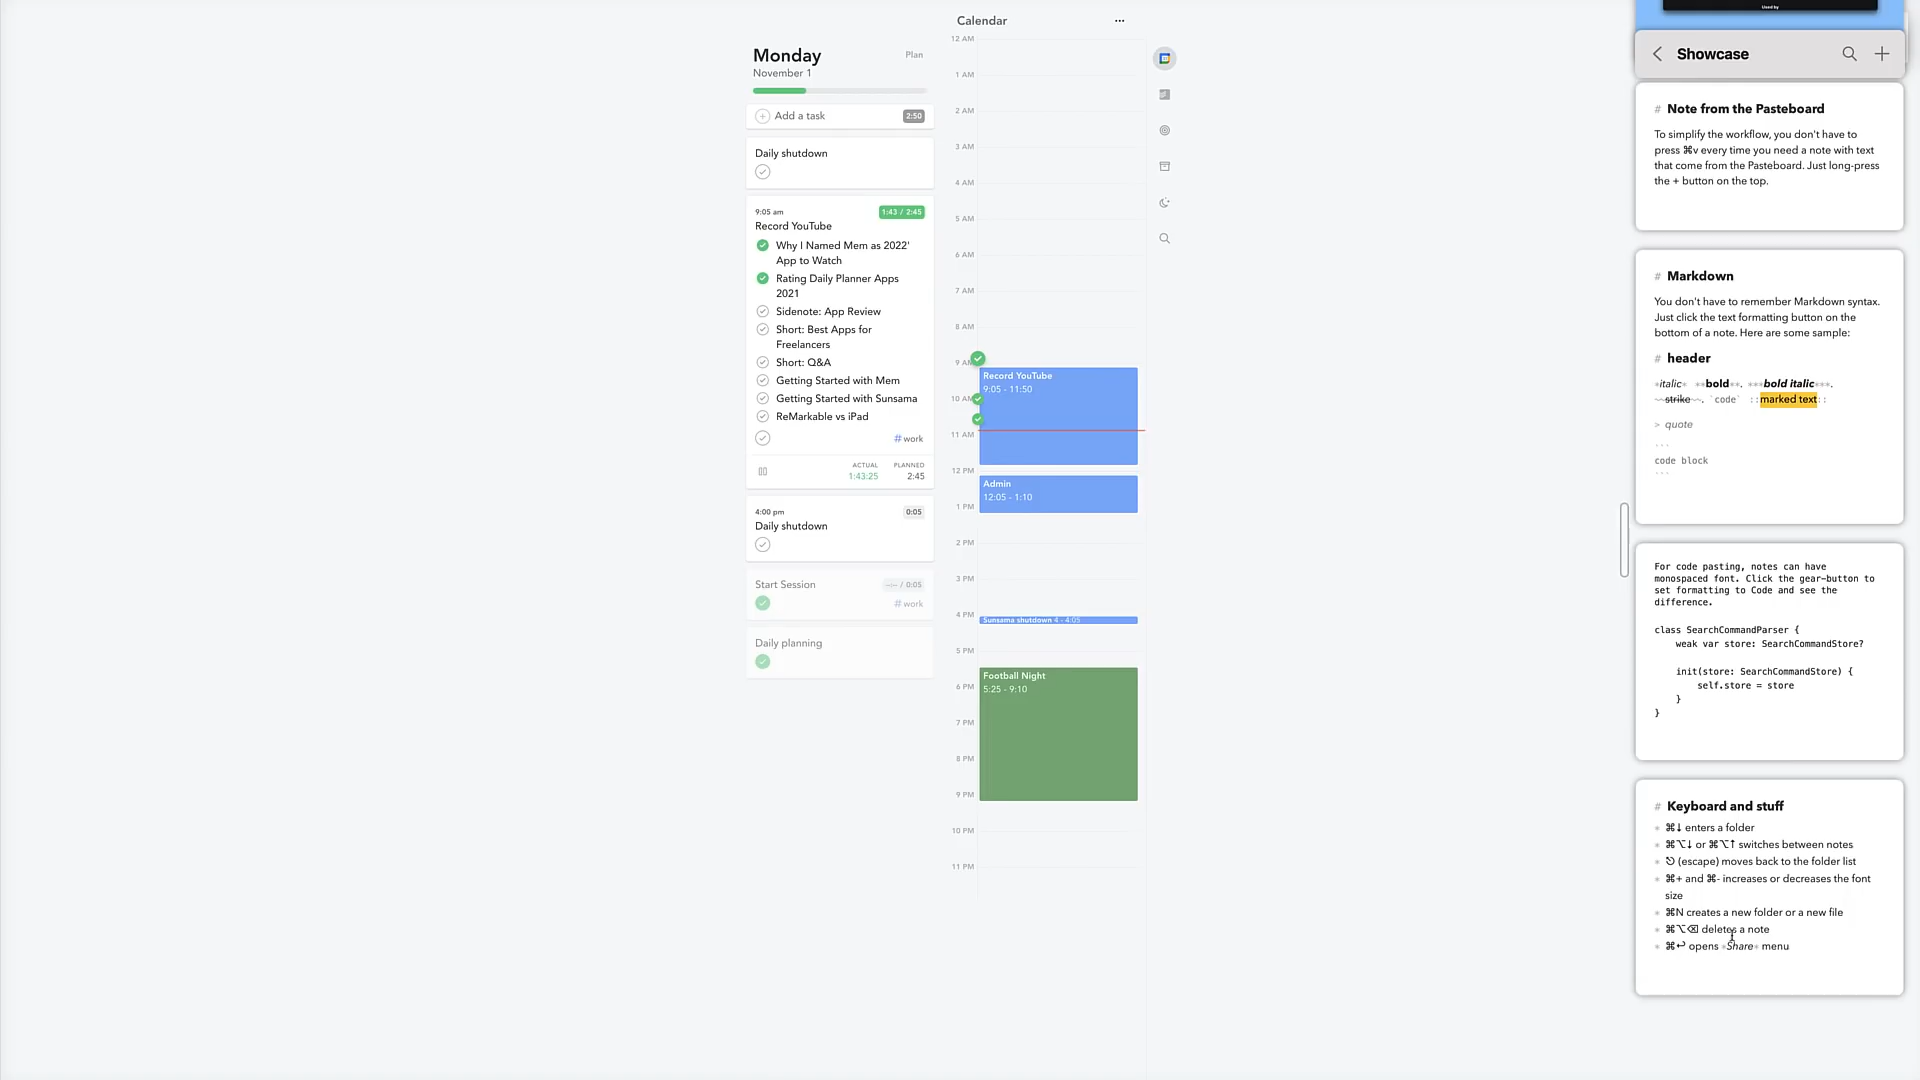 Monday
Plan
November 1
Add a task
2:50
Daily shutdown
9:05 am
1:43 / 2:45
Record YouTube
Why I Named Mem as 2022'
App to Watch
Rating Daily Planner Apps
2021
Sidenote: App Review
Short: Best Apps for
Freelancers
Short: Q&A
Getting Started with Mem
Getting Started with Sunsama
ReMarkable vs iPad
# work
ACTUAL
PLANNED
1:43:25
2:45
4:00 pm
0:05
Daily shutdown
Start Session
--:-- / 0:05
# work
Daily planning
Calendar
12 AM
1 AM
2 AM
3 AM
4 AM
5 AM
6 AM
7 AM
8 AM
9 AM
Record YouTube
9:05 - 11:50
10 AM
11 AM
12 PM
Admin
12:05 - 1:10
1 PM
2 PM
3 PM
4 PM
Sunsama shutdown 4 - 4:05
5 PM
Football Night
5:25 - 9:10
6 PM
7 PM
8 PM
9 PM
10 PM
11 PM
Used by
Showcase
# Note from the Pasteboard
To simplify the workflow, you don't have to
press ⌘v every time you need a note with text
that come from the Pasteboard. Just long-press
the + button on the top.
# Markdown
You don't have to remember Markdown syntax.
Just click the text formatting button on the
bottom of a note. Here are some sample:
# header
*italic* **bold**. ***bold italic***.
~~strike~~. `code` ::marked text::
> quote
```
code block
```
For code pasting, notes can have
monospaced font. Click the gear-button to
set formatting to Code and see the
difference.
class SearchCommandParser {
weak var store: SearchCommandStore?
init(store: SearchCommandStore) {
self.store = store
}
}
# Keyboard and stuff
* ⌘↓ enters a folder
* ⌘⌥↓ or ⌘⌥↑ switches between notes
* ⎋ (escape) moves back to the folder list
* ⌘+ and ⌘- increases or decreases the font
size
* ⌘N creates a new folder or a new file
* ⌘⌥⌫ deletes a note
* ⌘↩ opens *Share* menu